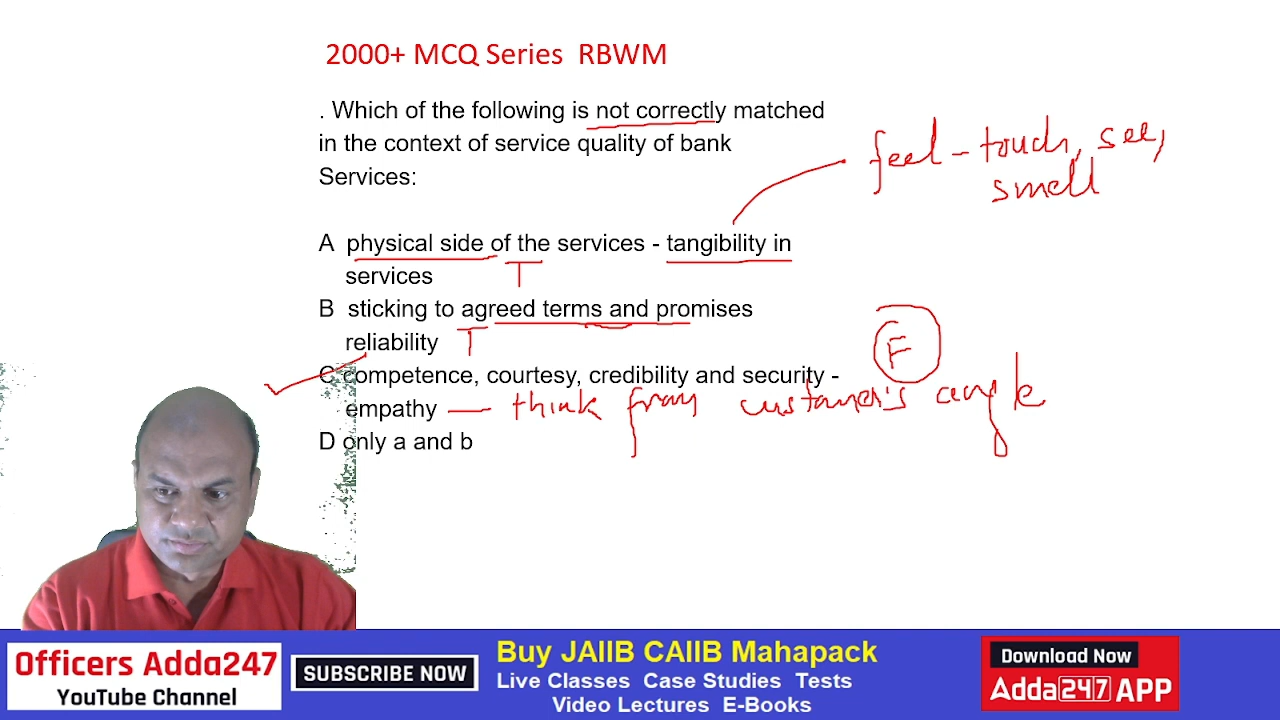 2000+ MCQ Series RBWM
. Which of the following is not correctly matched
in the context of service quality of bank
Services:
feel - touch, see,
smell
A physical side of the services - tangibility in
services
T
B sticking to agreed terms and promises
reliability
T
F
C competence, courtesy, credibility and security -
empathy — think from customer's angle
D only a and b
Officers Adda247
YouTube Channel
SUBSCRIBE NOW
Buy JAIIB CAIIB Mahapack
Live Classes Case Studies Tests
Video Lectures E-Books
Download Now
Adda247 APP